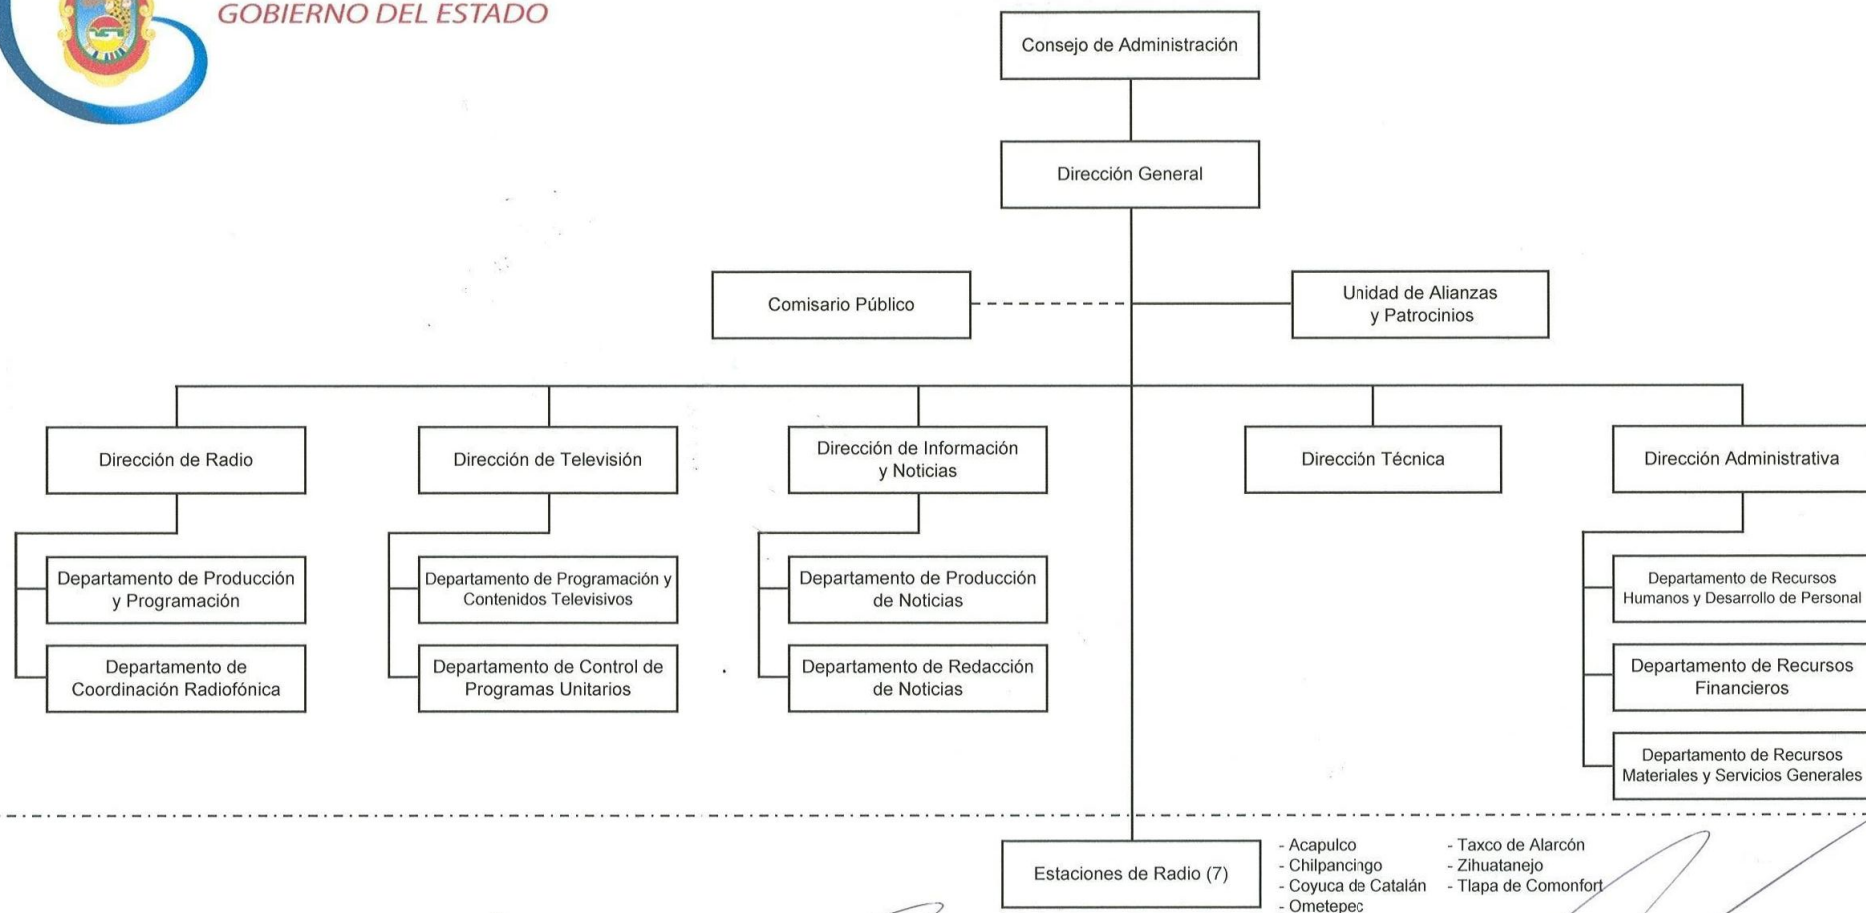 GOBIERNO DEL ESTADO
Consejo de Administración
Dirección General
Comisario Público
Unidad de Alianzas
y Patrocinios
Dirección de Radio
Dirección de Televisión
Dirección de Información
y Noticias
Dirección Técnica
Dirección Administrativa
Departamento de Producción
y Programación
Departamento de
Coordinación Radiofónica
Departamento de Programación y
Contenidos Televisivos
Departamento de Control de
Programas Unitarios
Departamento de Producción
de Noticias
Departamento de Redacción
de Noticias
Departamento de Recursos
Humanos y Desarrollo de Personal
Departamento de Recursos
Financieros
Departamento de Recursos
Materiales y Servicios Generales
Estaciones de Radio (7)
- Acapulco
- Chilpancingo
- Coyuca de Catalán
- Ometepec
- Taxco de Alarcón
- Zihuatanejo
- Tlapa de Comonfort